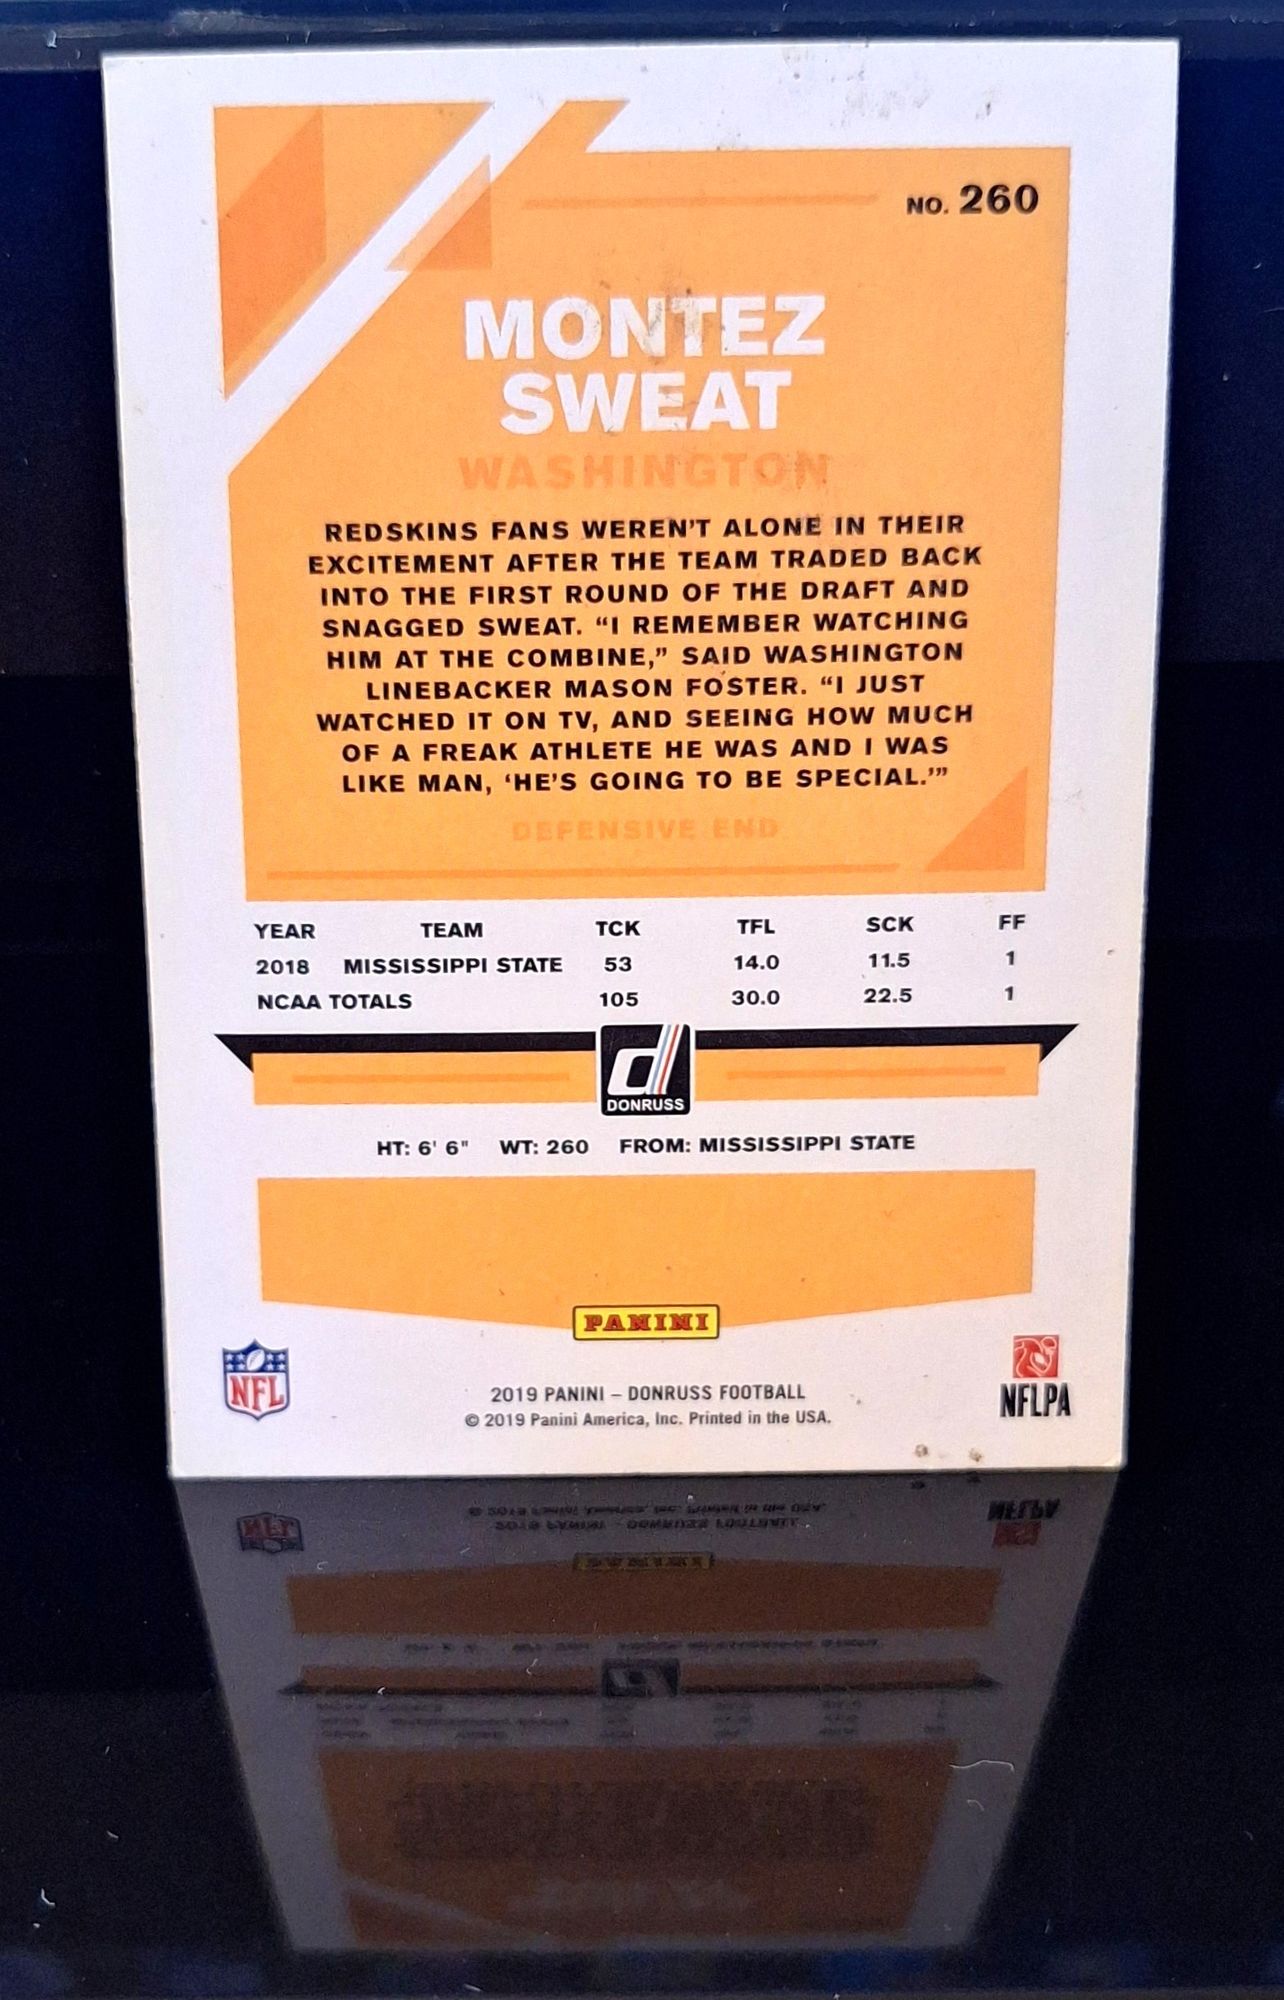 NO. 260
MONTEZ
SWEAT
WASHINGTON
REDSKINS FANS WEREN'T ALONE IN THEIR
EXCITEMENT AFTER THE TEAM TRADED BACK
INTO THE FIRST ROUND OF THE DRAFT AND
SNAGGED SWEAT. “I REMEMBER WATCHING
HIM AT THE COMBINE,” SAID WASHINGTON
LINEBACKER MASON FOSTER. “I JUST
WATCHED IT ON TV, AND SEEING HOW MUCH
OF A FREAK ATHLETE HE WAS AND I WAS
LIKE MAN, ‘HE'S GOING TO BE SPECIAL.’”
DEFENSIVE END
YEAR TEAM TCK TFL SCK FF
2018 MISSISSIPPI STATE 53 14.0 11.5 1
NCAA TOTALS 105 30.0 22.5 1
d
DONRUSS
HT: 6' 6" WT: 260 FROM: MISSISSIPPI STATE
PANINI
NFL
NFLPA
2019 PANINI – DONRUSS FOOTBALL
© 2019 Panini America, Inc. Printed in the USA.